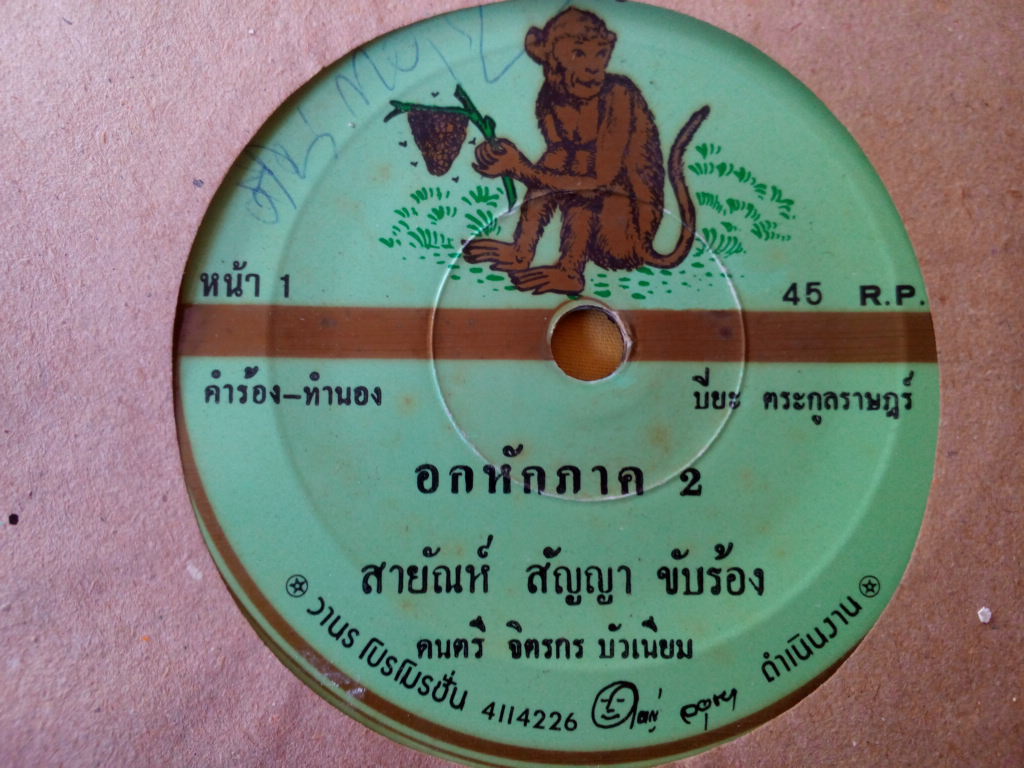 หน้า 1
45 R.P.
คำร้อง-ทำนอง
บี่ยะ ตระกูลราษฎร์
อกหักภาค 2
สายัณห์ สัญญา ขับร้อง
ดนตรี จิตรกร บัวเนียม
วานร โปรโมรชั่น 4114226
ดำเนินงาน